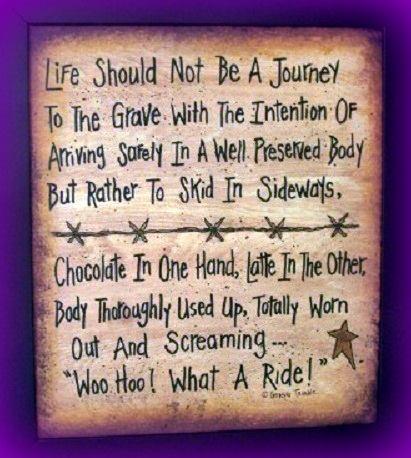 Life Should Not Be A Journey
To The Grave With The Intention Of
Arriving Safely In A Well Preserved Body
But Rather To Skid In Sideways,
Chocolate In One Hand, Latte In The Other,
Body Thoroughly Used Up, Totally Worn
Out And Screaming...
"Woo Hoo! What A Ride!"
©